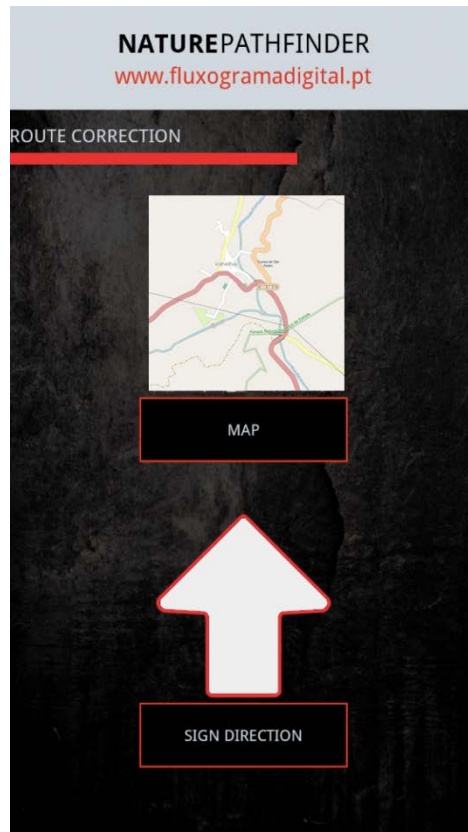 NATUREPATHFINDER
www.fluxogramadigital.pt
ROUTE CORRECTION
MAP
SIGN DIRECTION